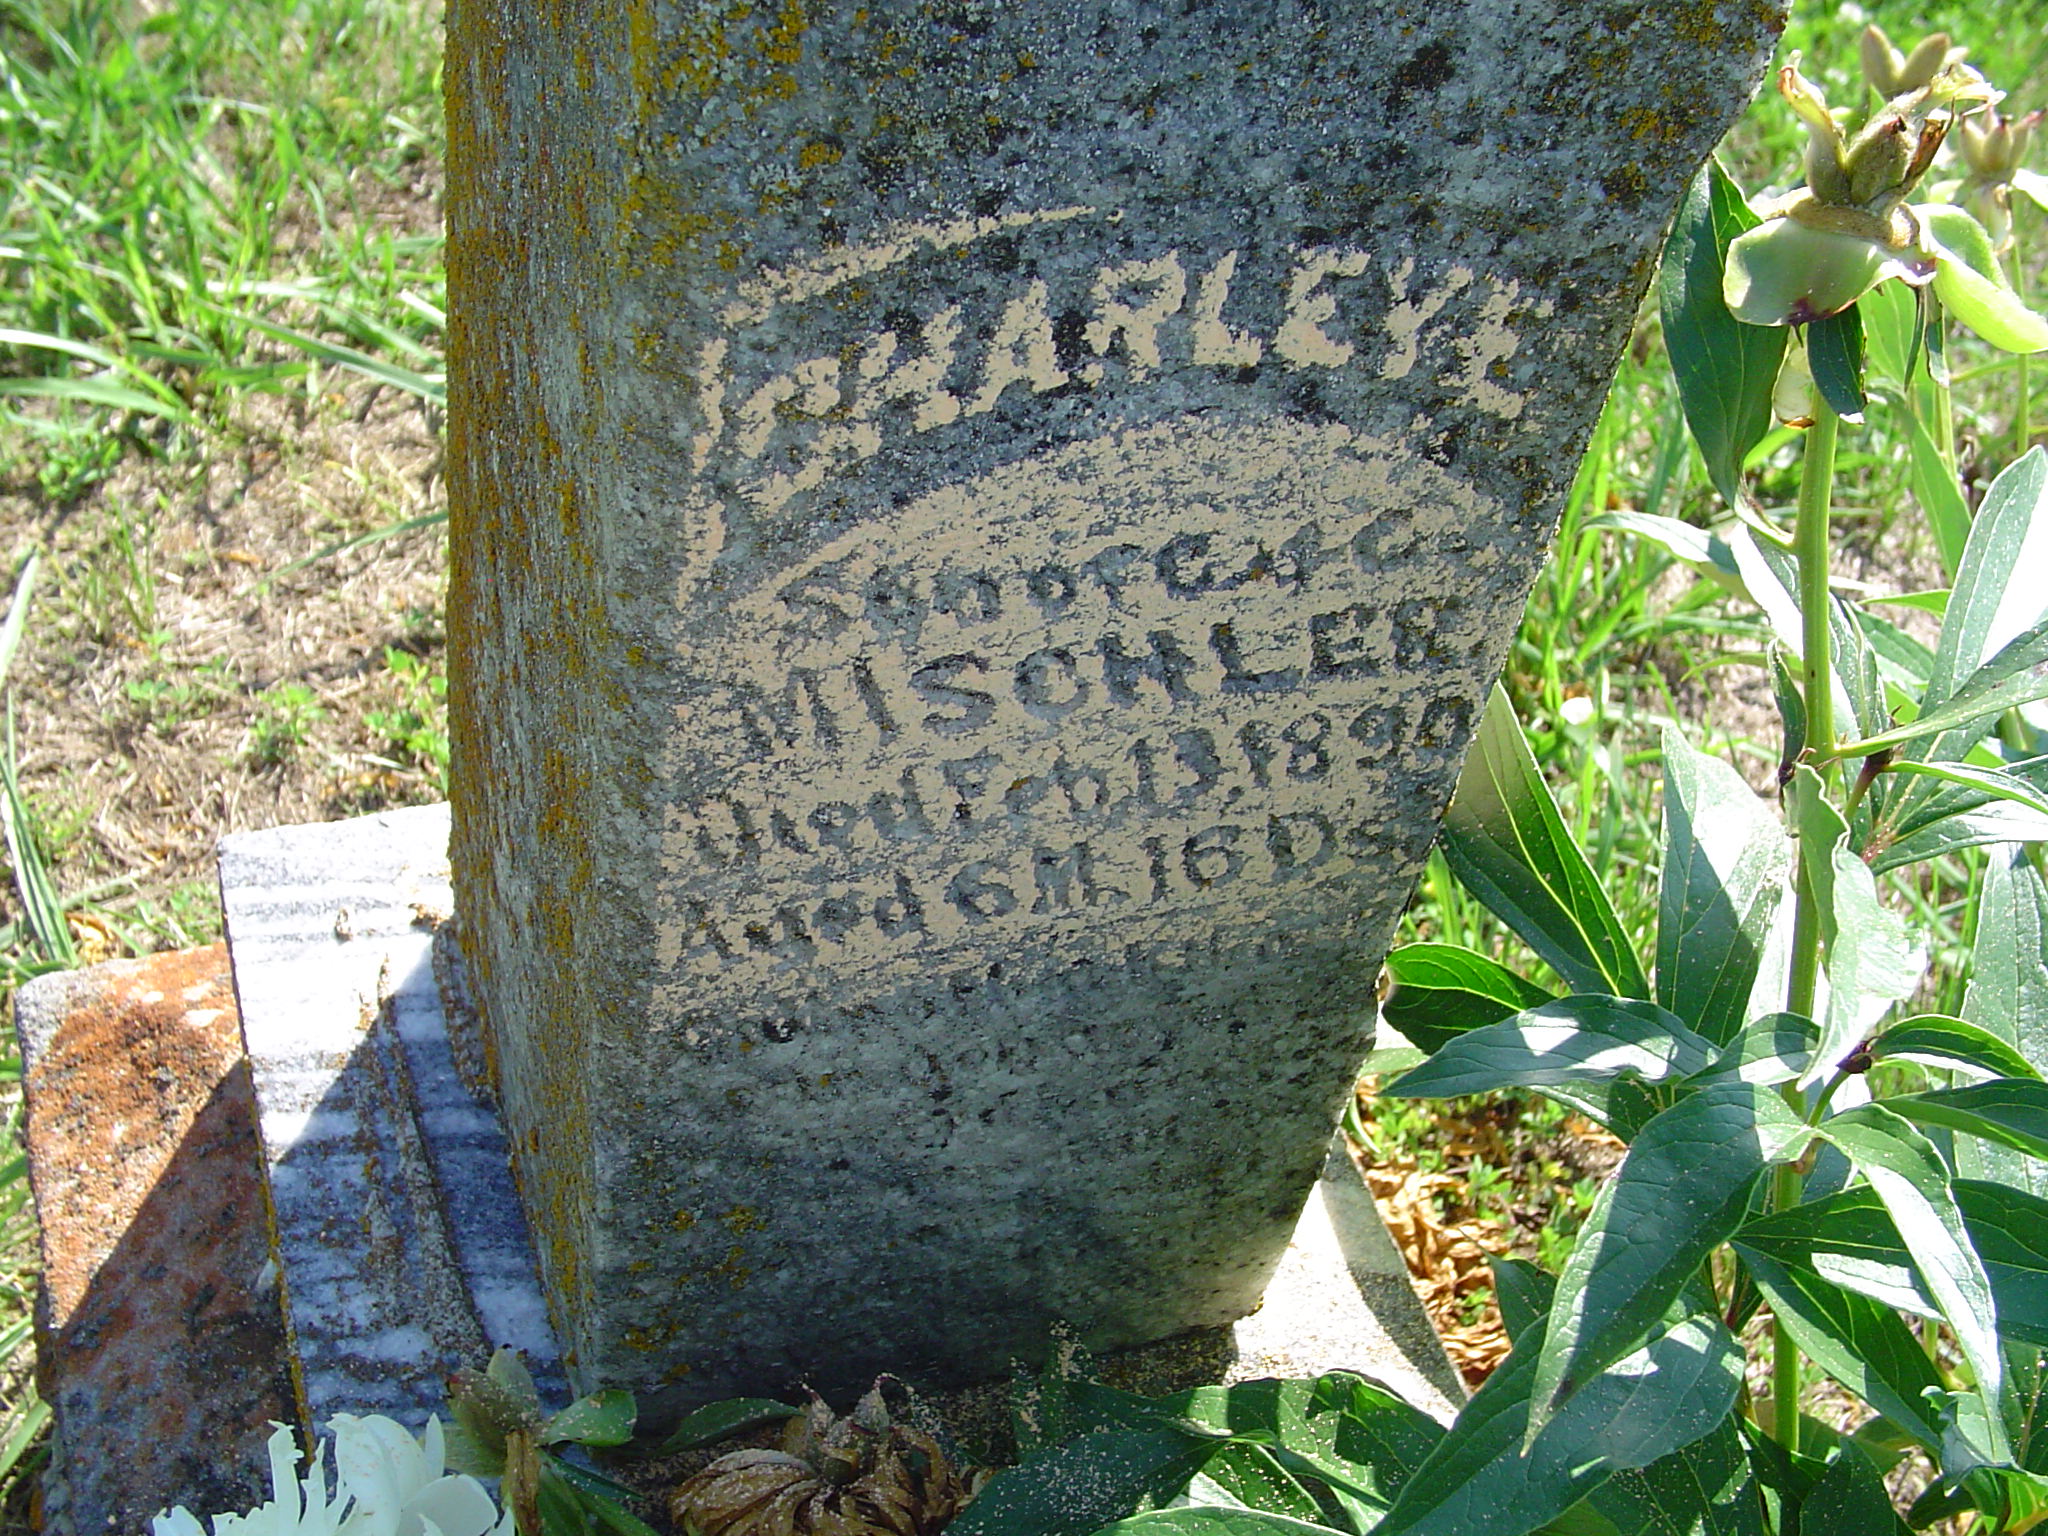 CHARLEY E
Son of G. & C.
MISCHLER
Died Feb. 13, 1890
Aged 6 M. 16 Ds.